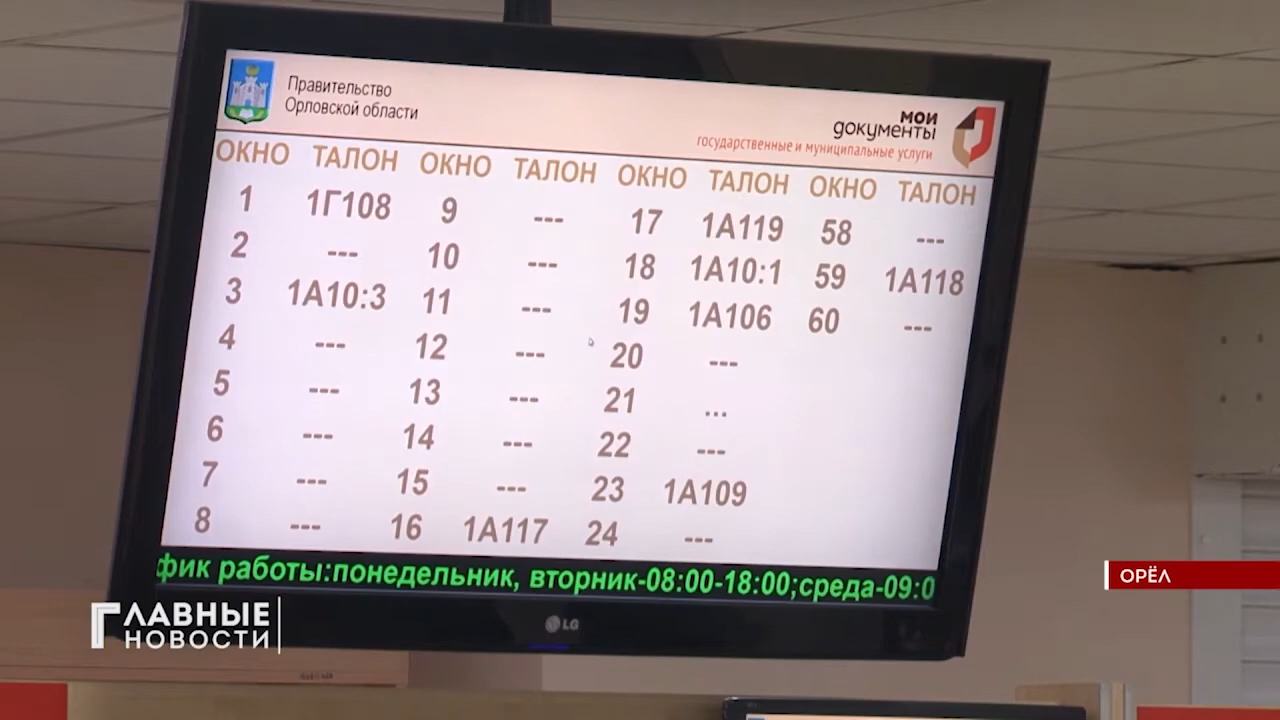 Правительство
Орловской области
мои
документы
государственные и муниципальные услуги
ОКНО ТАЛОН ОКНО ТАЛОН ОКНО ТАЛОН ОКНО ТАЛОН
1 1Г108 9 --- 17 1А119 58 ---
2 --- 10 --- 18 1А10:1 59 1А118
3 1А10:3 11 --- 19 1А106 60 ---
4 --- 12 --- 20 ---
5 --- 13 --- 21 ...
6 --- 14 --- 22 ---
7 --- 15 --- 23 1А109
8 --- 16 1А117 24 ---
фик работы:понедельник, вторник-08:00-18:00;среда-09:0
LG
ОРЁЛ
ГЛАВНЫЕ
НОВОСТИ